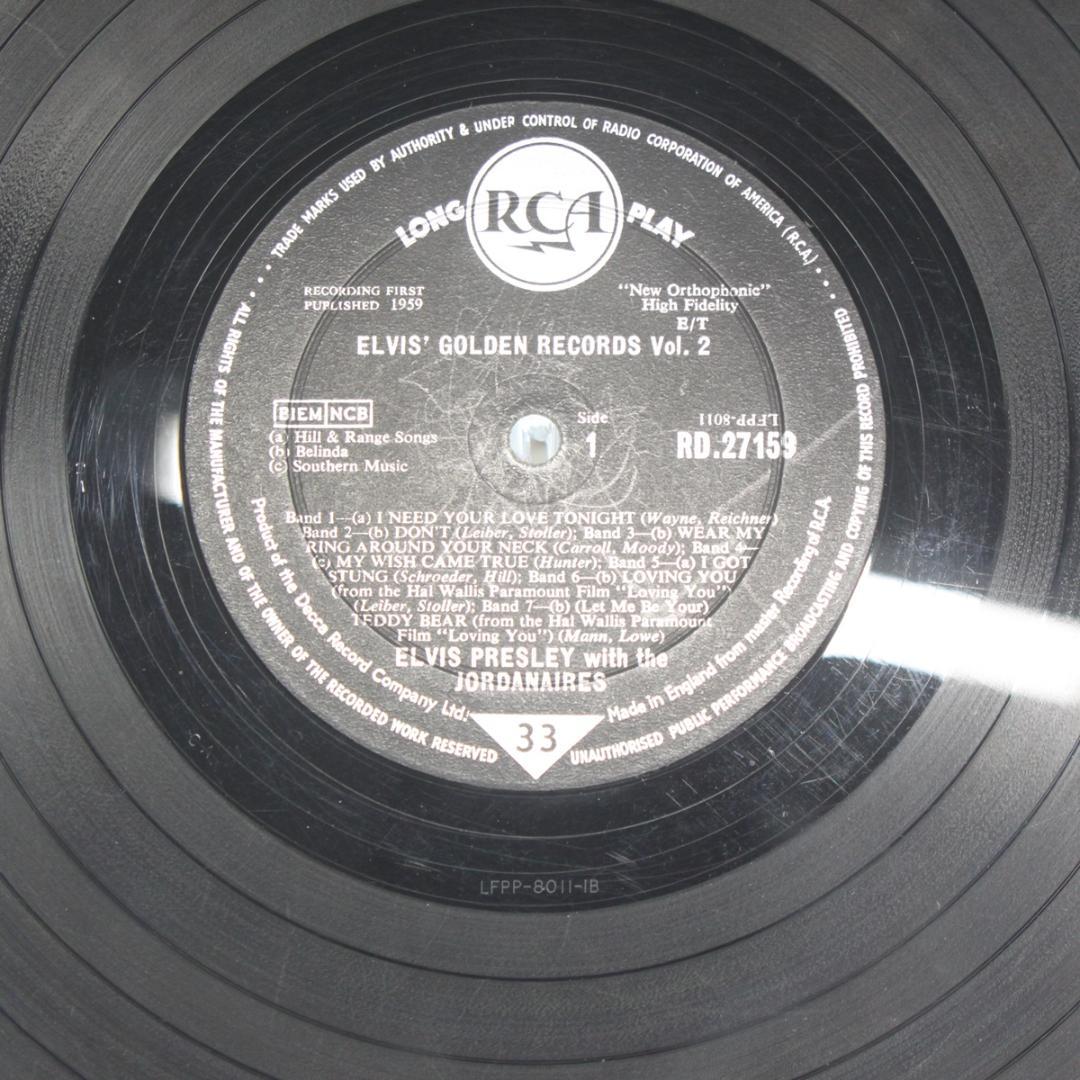 TRADE MARKS USED BY AUTHORITY & UNDER CONTROL OF RADIO CORPORATION OF AMERICA (R.C.A.)
LONG RCA PLAY
RECORDING FIRST
PUBLISHED 1959
"New Orthophonic"
High Fidelity
E/T
ELVIS' GOLDEN RECORDS Vol. 2
BIEM NCB
(a) Hill & Range Songs
(b) Belinda
(c) Southern Music
Side
1
LFPP-8011
RD.27159
Band 1—(a) I NEED YOUR LOVE TONIGHT (Wayne, Reichner)
Band 2—(b) DON'T (Leiber, Stoller); Band 3—(b) WEAR MY
RING AROUND YOUR NECK (Carroll, Moody); Band 4—
(c) MY WISH CAME TRUE (Hunter); Band 5—(a) I GOT
STUNG (Schroeder, Hill); Band 6—(b) LOVING YOU
(from the Hal Wallis Paramount Film "Loving You")
(Leiber, Stoller); Band 7—(b) (Let Me Be Your)
TEDDY BEAR (from the Hal Wallis Paramount
Film "Loving You") (Mann, Lowe)
ELVIS PRESLEY with the
JORDANAIRES
Product of the Decca Record Company Ltd.
Made in England from master Recording of R.C.A.
33
ALL RIGHTS OF THE MANUFACTURER AND OF THE OWNER OF THE RECORDED WORK RESERVED
UNAUTHORISED PUBLIC PERFORMANCE BROADCASTING AND COPYING OF THIS RECORD PROHIBITED
LFPP-8011-1B